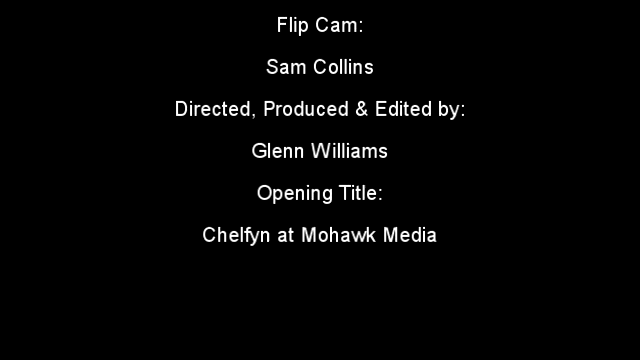 Flip Cam:
Sam Collins
Directed, Produced & Edited by:
Glenn Williams
Opening Title:
Chelfyn at Mohawk Media